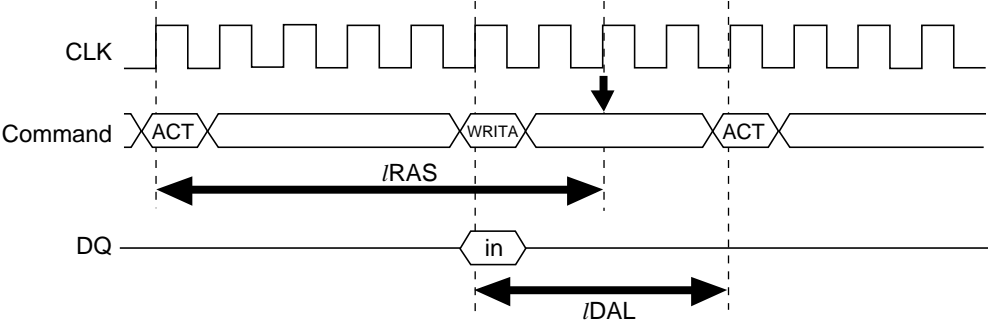 CLK
Command ACT WRITA ACT
lRAS
DQ in
lDAL